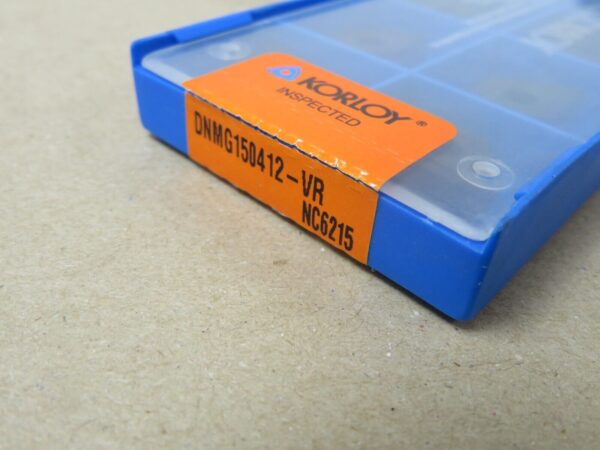 KORLOY®
INSPECTED
DNMG150412-VR
NC6215